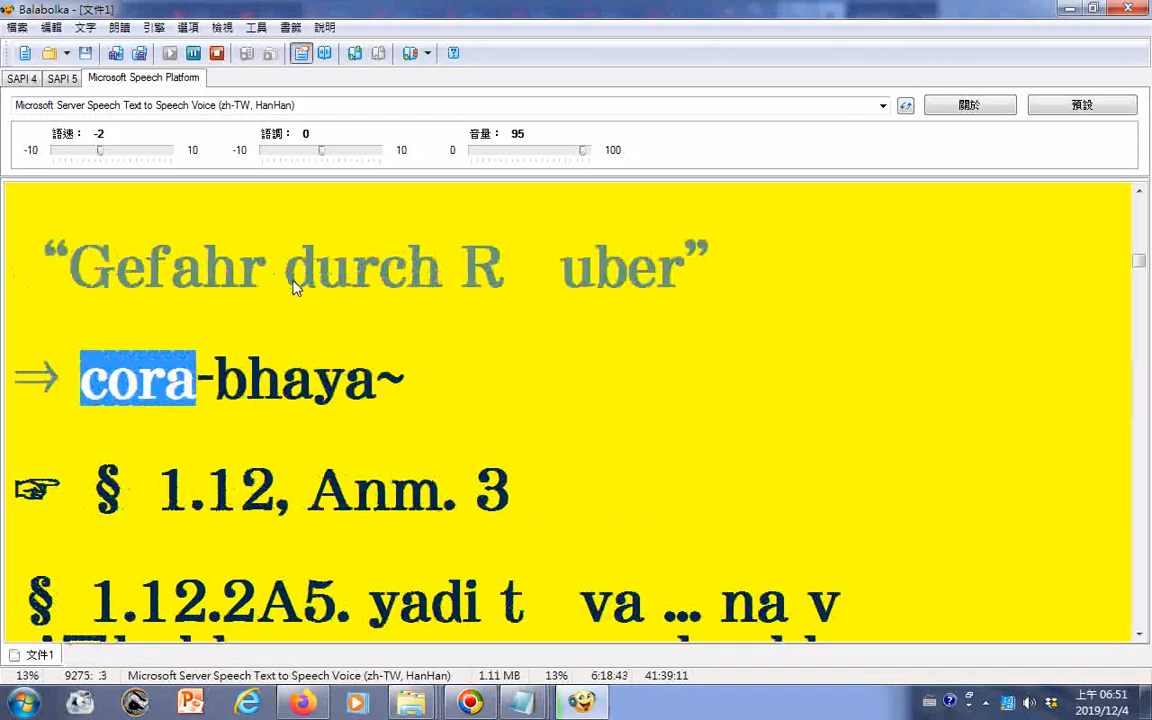 Balabolka - [文件1]
檔案 編輯 文字 朗讀 引擎 選項 檢視 工具 書籤 說明
SAPI 4 SAPI 5 Microsoft Speech Platform
Microsoft Server Speech Text to Speech Voice (zh-TW, HanHan) 關於 預設
語速： -2 語調： 0 音量： 95
-10 10 -10 10 0 100
“Gefahr durch R uber”
⇒ cora-bhaya~
☞ § 1.12, Anm. 3
§ 1.12.2A5. yadi t va ... na v
文件1
13% 9275: :3 Microsoft Server Speech Text to Speech Voice (zh-TW, HanHan) 1.11 MB 13% 6:18:43 41:39:11
上午 06:51
2019/12/4